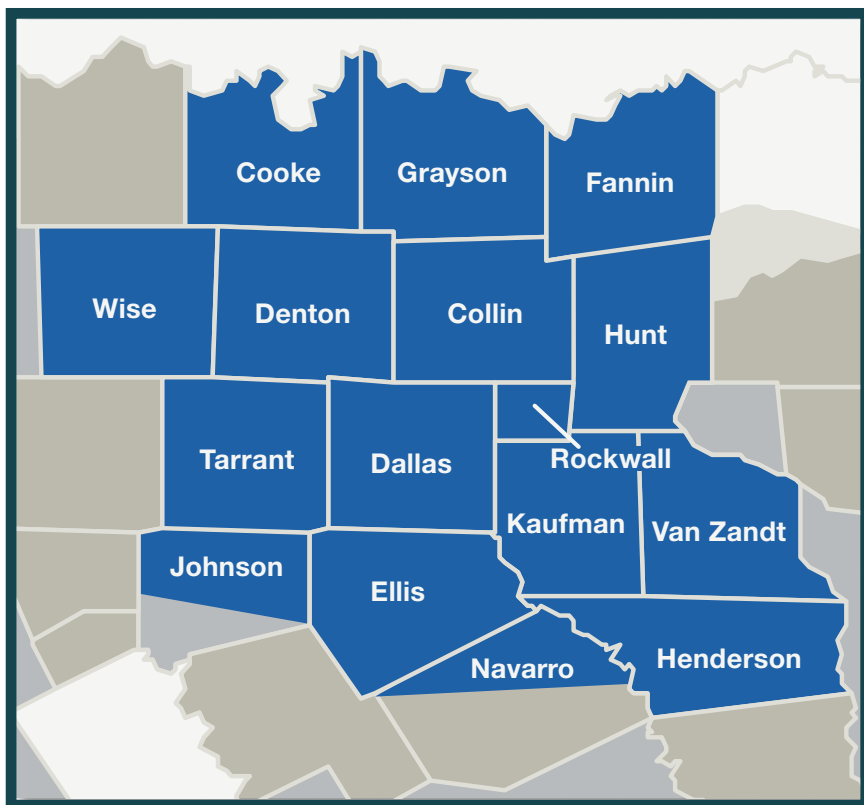 Cooke
Grayson
Fannin
Wise
Denton
Collin
Hunt
Tarrant
Dallas
Rockwall
Kaufman
Van Zandt
Johnson
Ellis
Navarro
Henderson